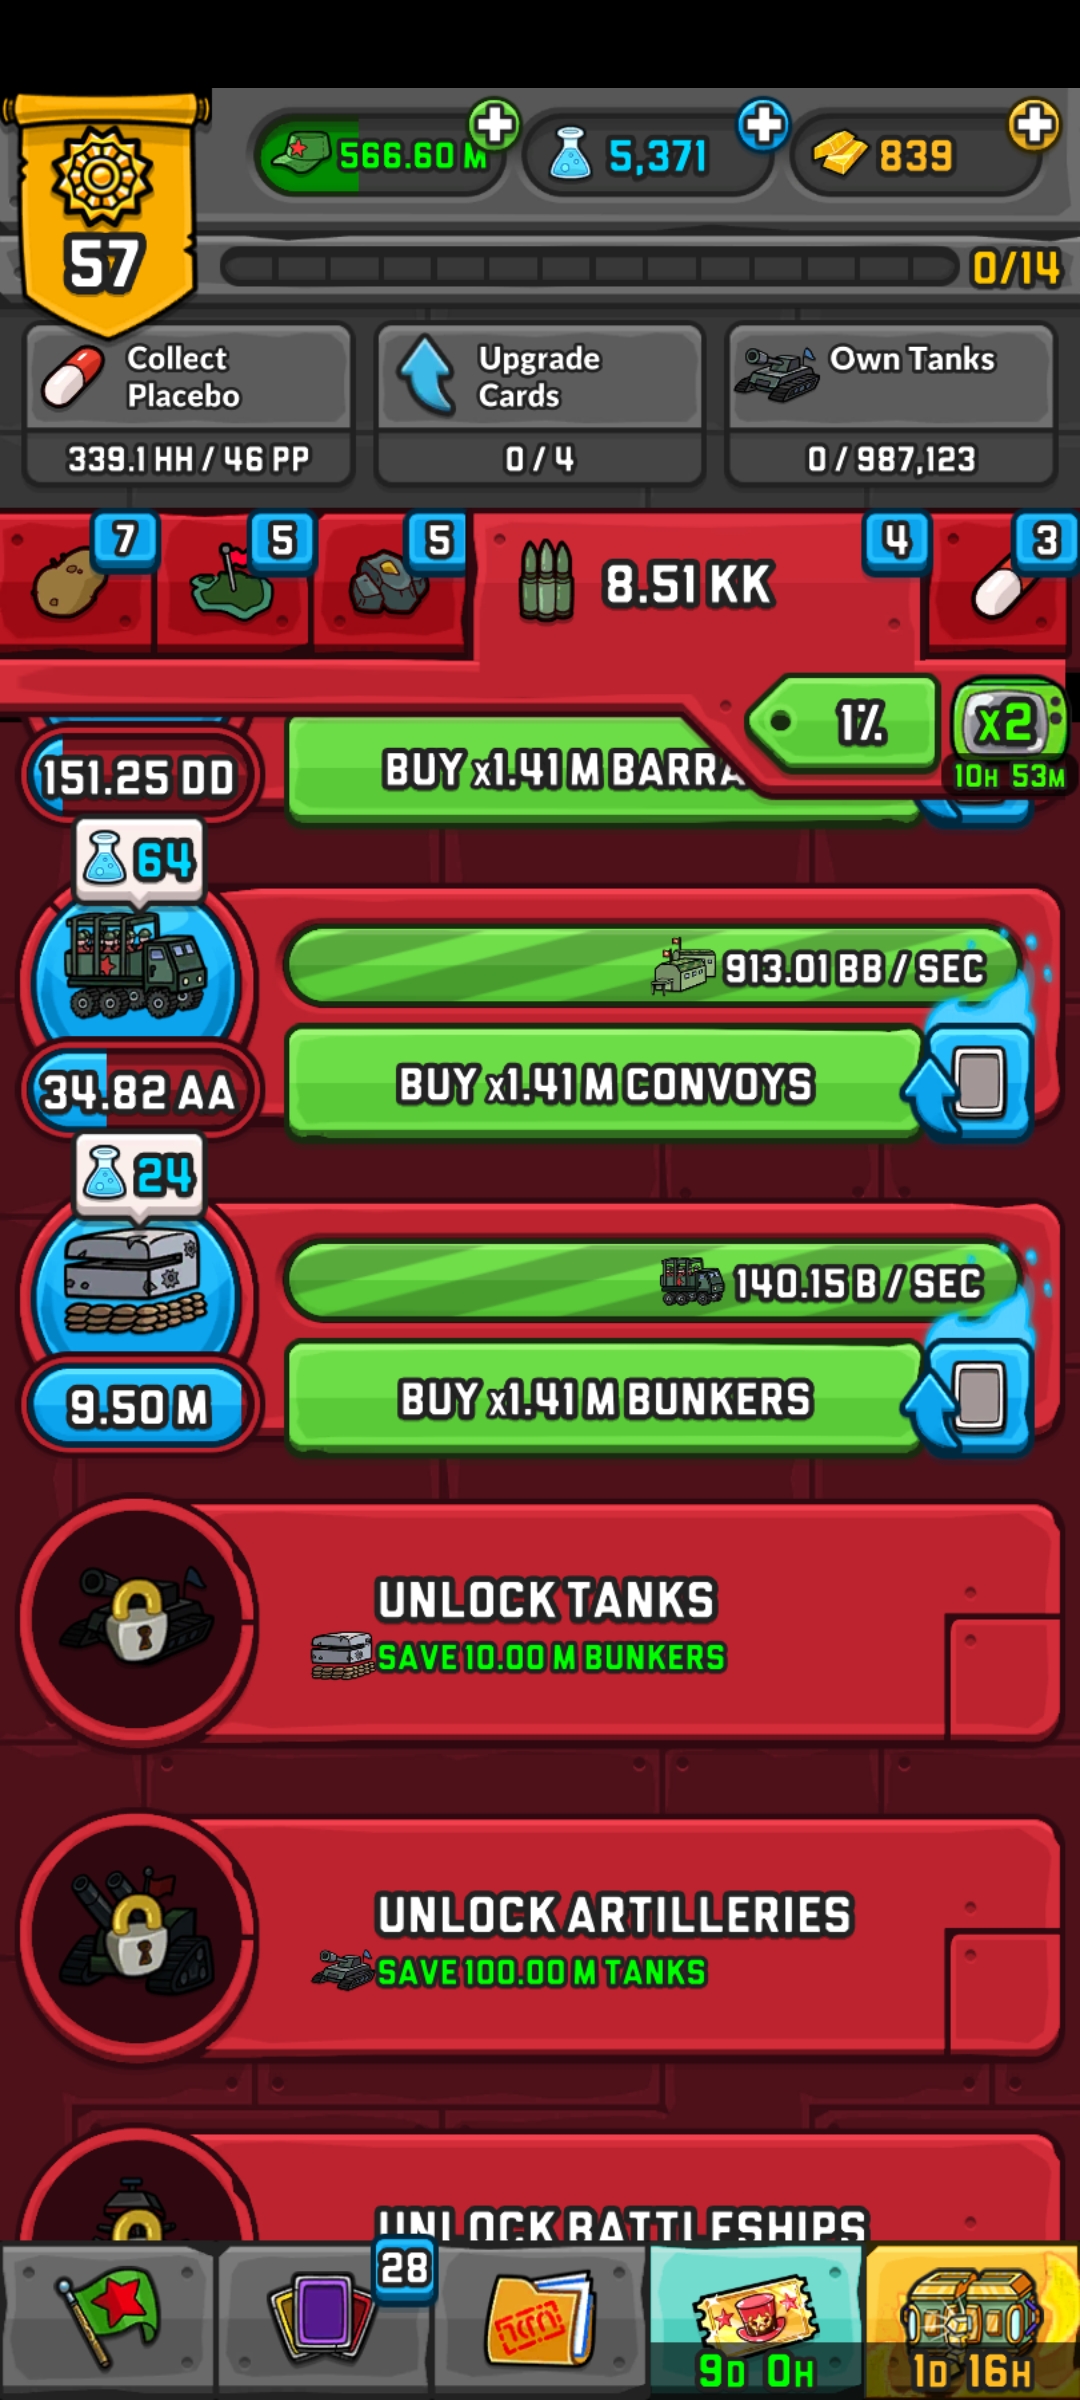 566.60 M
5,371
839
57
0/14
Collect
Placebo
339.1 HH / 46 PP
Upgrade
Cards
0 / 4
Own Tanks
0 / 987,123
7
5
5
8.51 KK
4
3
1%
x2
10H 53M
151.25 DD
BUY x1.41 M BARRA
64
913.01 BB / SEC
34.82 AA
BUY x1.41 M CONVOYS
24
140.15 B / SEC
9.50 M
BUY x1.41 M BUNKERS
UNLOCK TANKS
SAVE 10.00 M BUNKERS
UNLOCK ARTILLERIES
SAVE 100.00 M TANKS
UNLOCK BATTLESHIPS
28
9D 0H
1D 16H